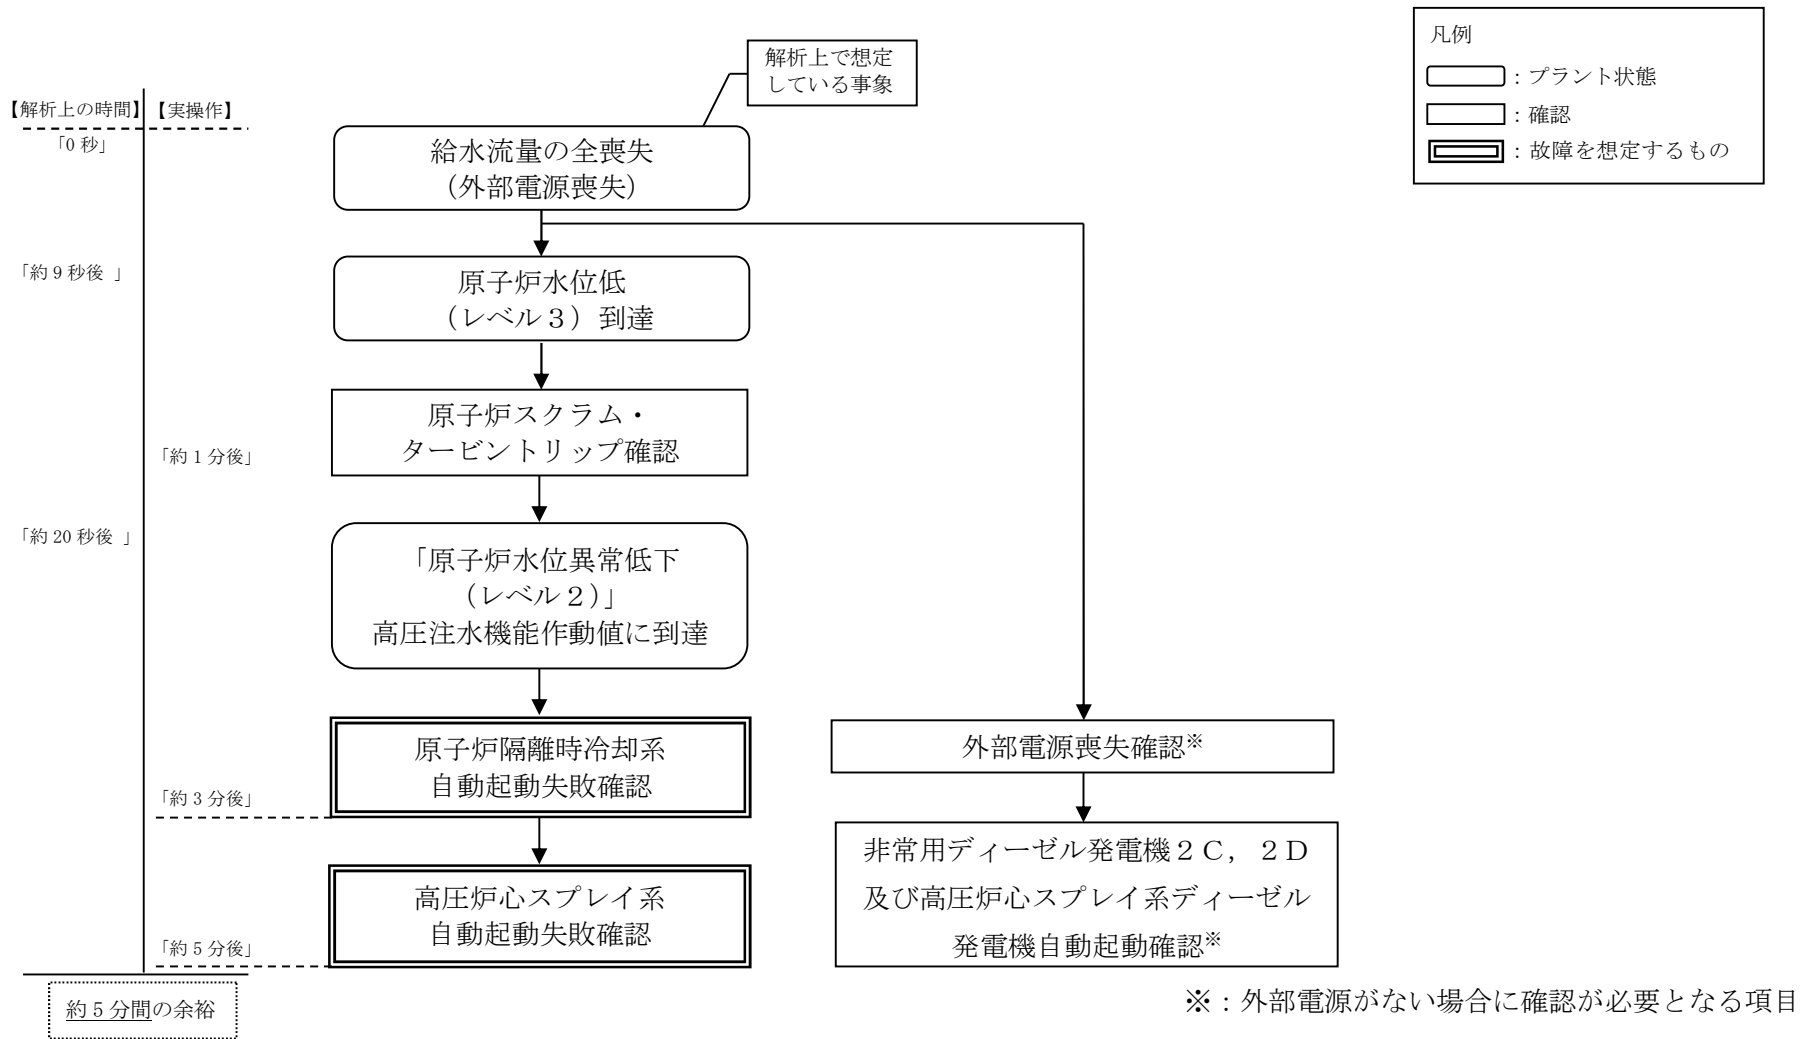 解析上で想定
している事象
凡例
：プラント状態
：確認
：故障を想定するもの
【解析上の時間】
【実操作】
「0 秒」
給水流量の全喪失
（外部電源喪失）
「約 9 秒後 」
原子炉水位低
（レベル３）到達
原子炉スクラム・
タービントリップ確認
「約 1 分後」
「約 20 秒後 」
「原子炉水位異常低下
（レベル２）」
高圧注水機能作動値に到達
原子炉隔離時冷却系
自動起動失敗確認
「約 3 分後」
高圧炉心スプレイ系
自動起動失敗確認
「約 5 分後」
外部電源喪失確認※
非常用ディーゼル発電機２Ｃ，２Ｄ
及び高圧炉心スプレイ系ディーゼル
発電機自動起動確認※
約 5 分間の余裕
※：外部電源がない場合に確認が必要となる項目